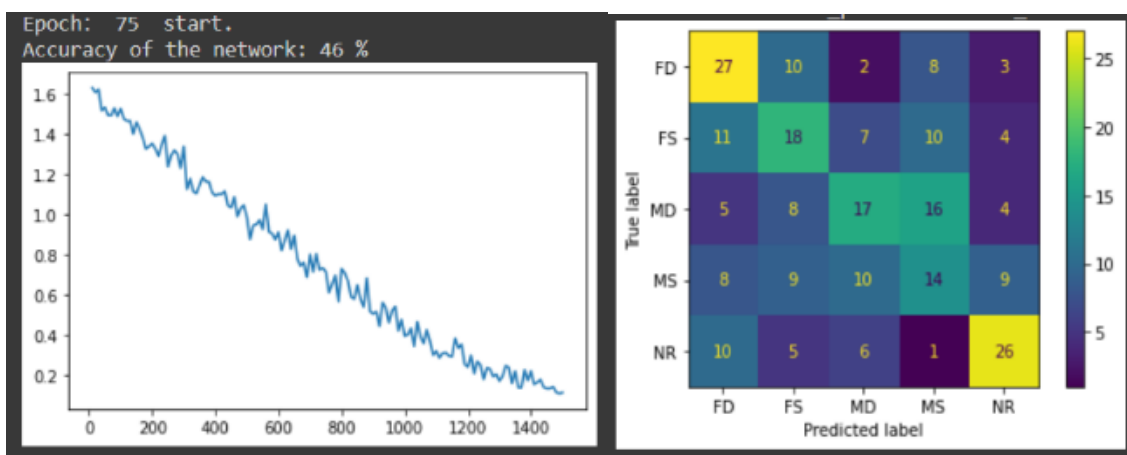 Epoch:  75  start.
Accuracy of the network: 46 %
1.6
1.4
1.2
1.0
0.8
0.6
0.4
0.2
0 200 400 600 800 1000 1200 1400
True label
FD 27 10 2 8 3
FS 11 18 7 10 4
MD 5 8 17 16 4
MS 8 9 10 14 9
NR 10 5 6 1 26
FD FS MD MS NR
Predicted label
25
20
15
10
5